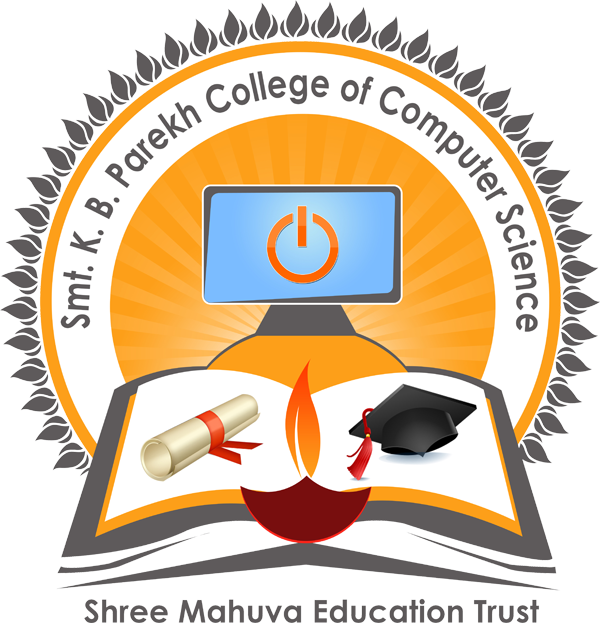 Smt. K. B. Parekh College of Computer Science
Shree Mahuva Education Trust